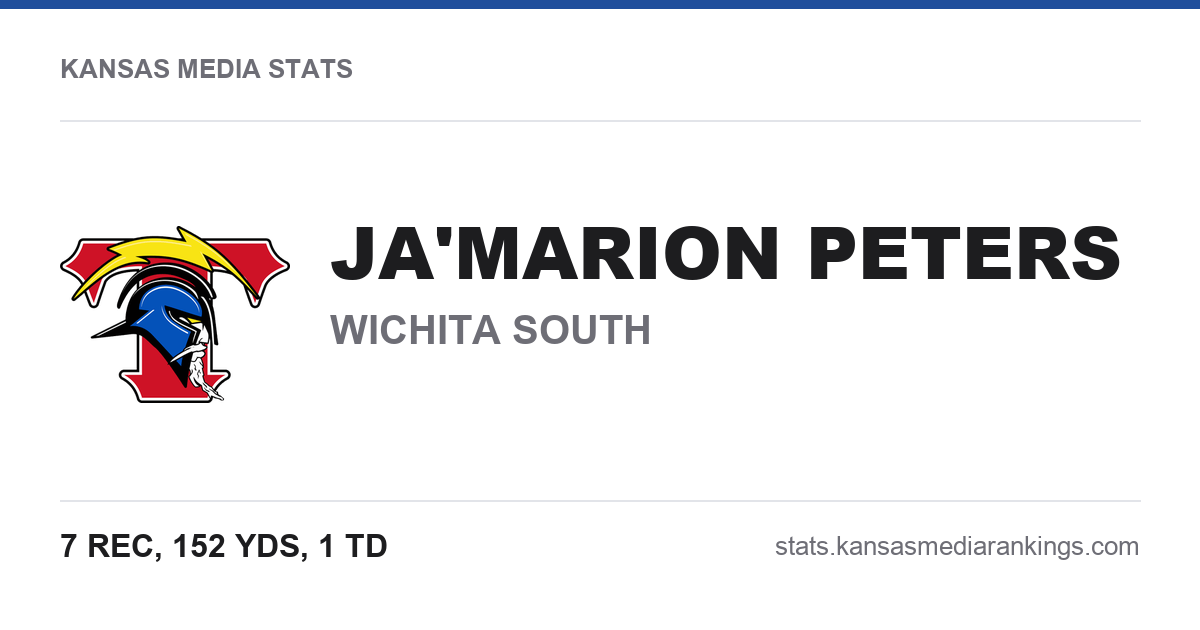 KANSAS MEDIA STATS
T
JA'MARION PETERS
WICHITA SOUTH
7 REC, 152 YDS, 1 TD
stats.kansasmediarankings.com